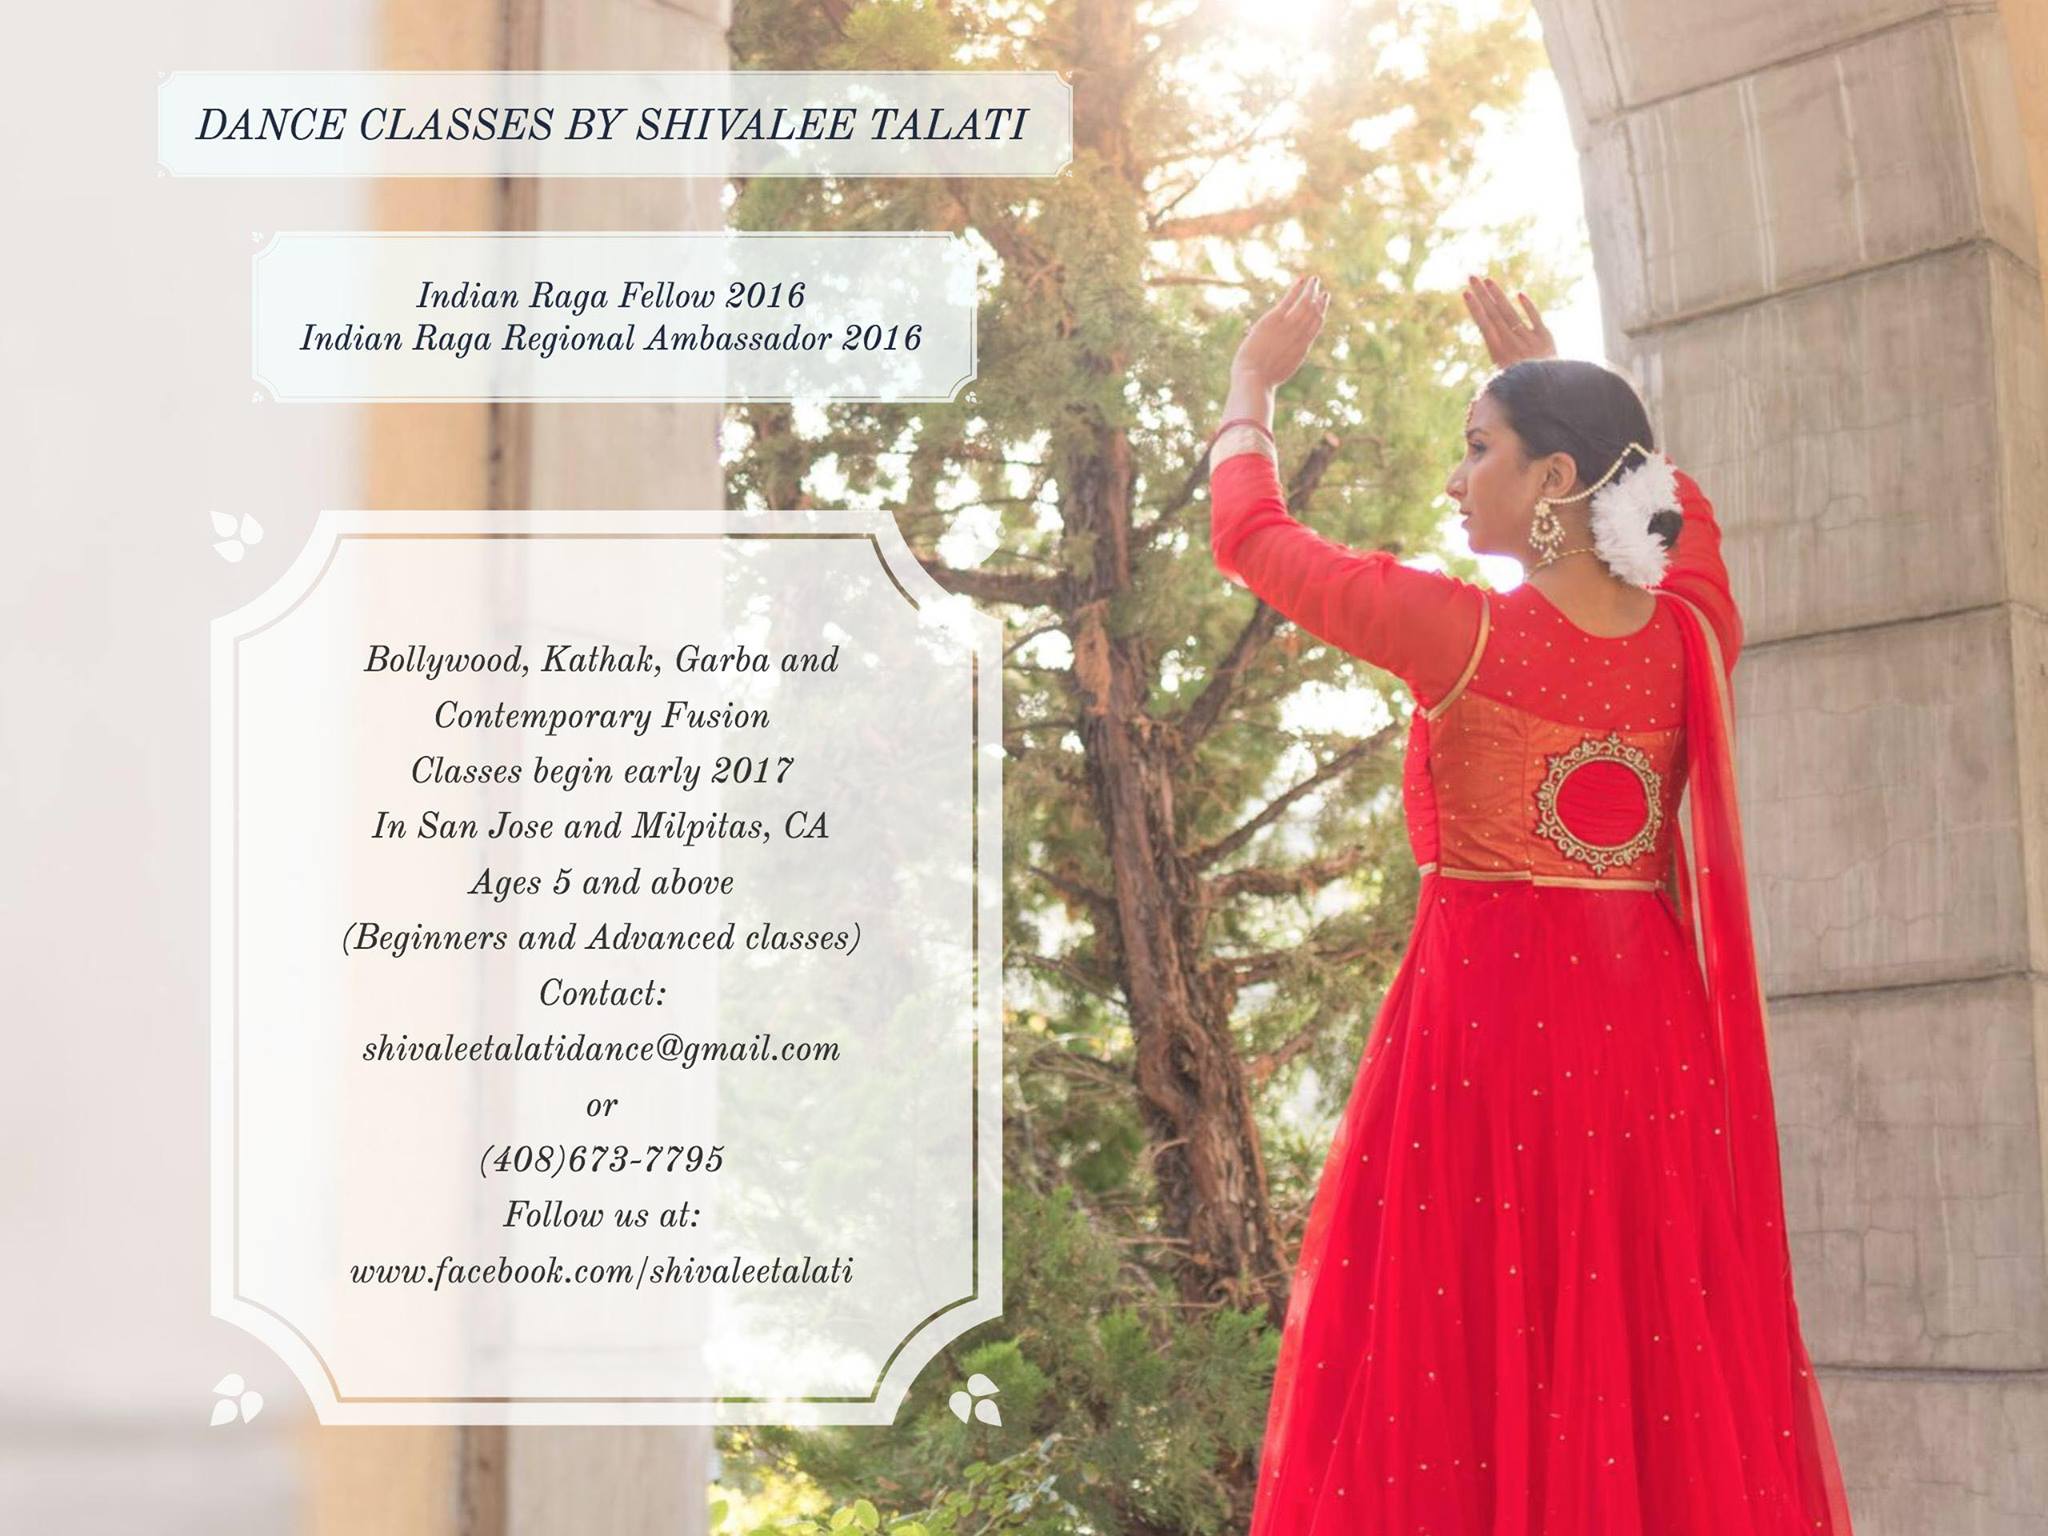 DANCE CLASSES BY SHIVALEE TALATI
Indian Raga Fellow 2016
Indian Raga Regional Ambassador 2016
Bollywood, Kathak, Garba and
Contemporary Fusion
Classes begin early 2017
In San Jose and Milpitas, CA
Ages 5 and above
(Beginners and Advanced classes)
Contact:
shivaleetalatidance@gmail.com
or
(408)673-7795
Follow us at:
www.facebook.com/shivaleetalati